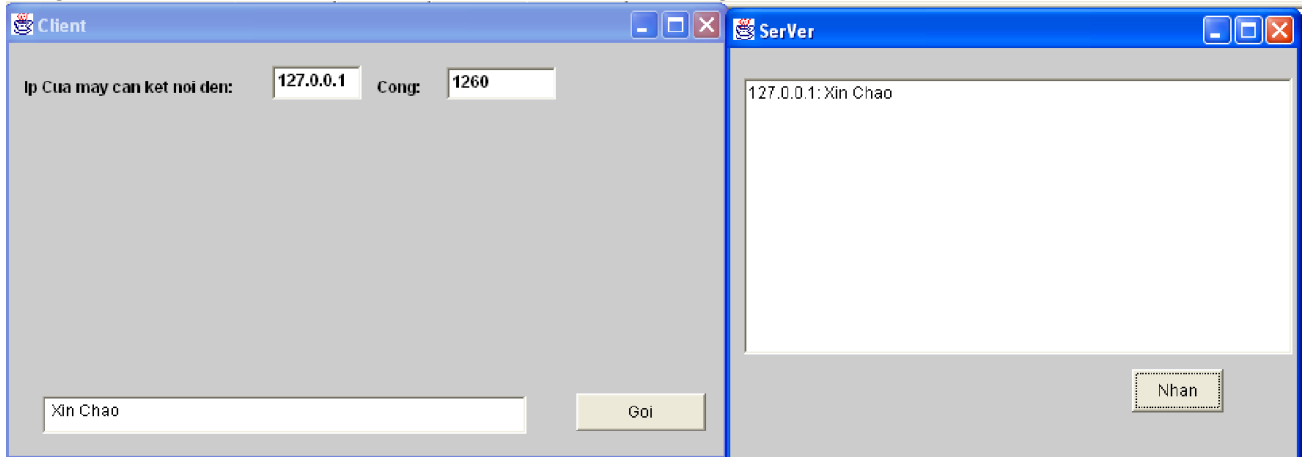 Client
Ip Cua may can ket noi den: 127.0.0.1 Cong: 1260
Xin Chao
Goi
SerVer
127.0.0.1: Xin Chao
Nhan